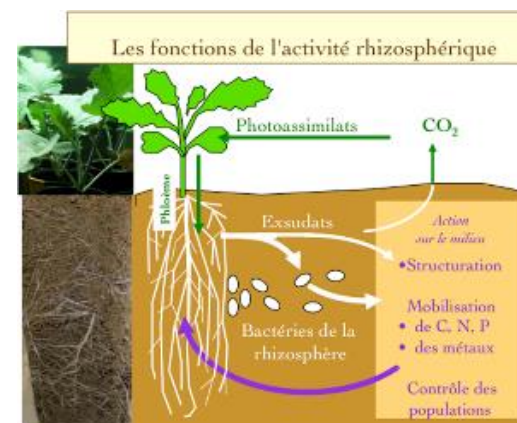 Les fonctions de l'activité rhizosphérique
Photoassimilats
CO₂
Phloème
Exsudats
Bactéries de la
rhizosphère
Action
sur le milieu
•Structuration
Mobilisation
• de C, N, P
• des métaux
Contrôle des
populations